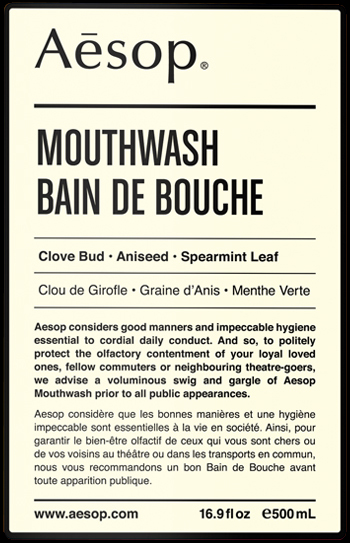 Aēsop®
MOUTHWASH
BAIN DE BOUCHE
Clove Bud • Aniseed • Spearmint Leaf
Clou de Girofle • Graine d'Anis • Menthe Verte
Aesop considers good manners and impeccable hygiene
essential to cordial daily conduct. And so, to politely
protect the olfactory contentment of your loyal loved
ones, fellow commuters or neighbouring theatre-goers,
we advise a voluminous swig and gargle of Aesop
Mouthwash prior to all public appearances.
Aesop considère que les bonnes manières et une hygiène
impeccable sont essentielles à la vie en société. Ainsi, pour
garantir le bien-être olfactif de ceux qui vous sont chers ou
de vos voisins au théâtre ou dans les transports en commun,
nous vous recommandons un bon Bain de Bouche avant
toute apparition publique.
www.aesop.com 16.9 fl oz ℮500 mL